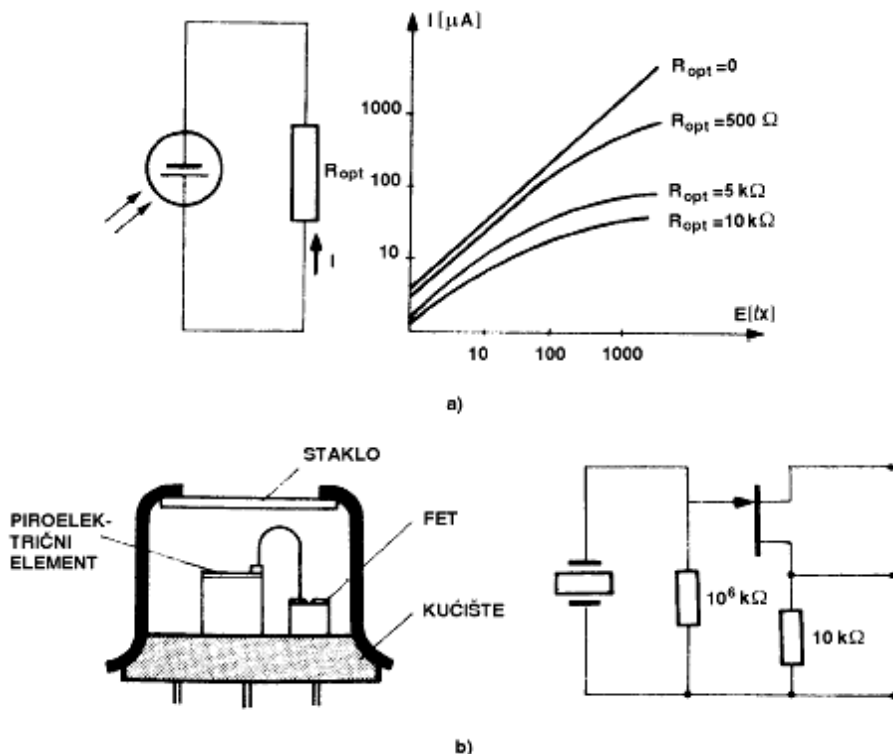 I [μA]
R_opt =0
1000
R_opt =500 Ω
R_opt
100
R_opt =5 kΩ
R_opt =10 kΩ
10
I
E[lx]
10 100 1000
a)
STAKLO
PIROELEK-
TRIČNI
ELEMENT
FET
KUĆIŠTE
10⁶ kΩ
10 kΩ
b)